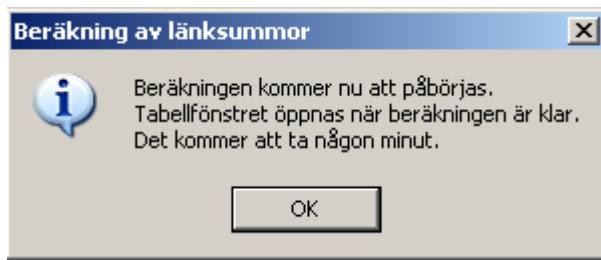 Beräkning av länksummor
Beräkningen kommer nu att påbörjas.
Tabellfönstret öppnas när beräkningen är klar.
Det kommer att ta någon minut.
OK